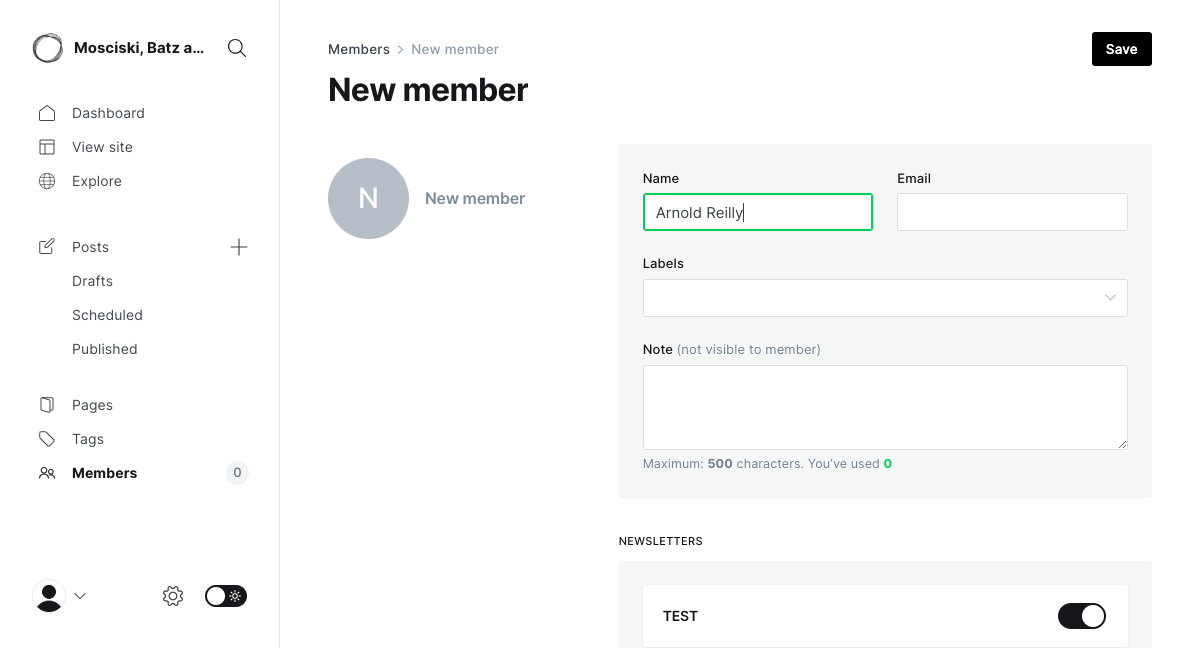 Mosciski, Batz a...
Dashboard
View site
Explore
Posts
Drafts
Scheduled
Published
Pages
Tags
Members 0
Members > New member
New member
Save
N
New member
Name
Arnold Reilly
Email
Labels
Note (not visible to member)
Maximum: 500 characters. You've used 0
NEWSLETTERS
TEST